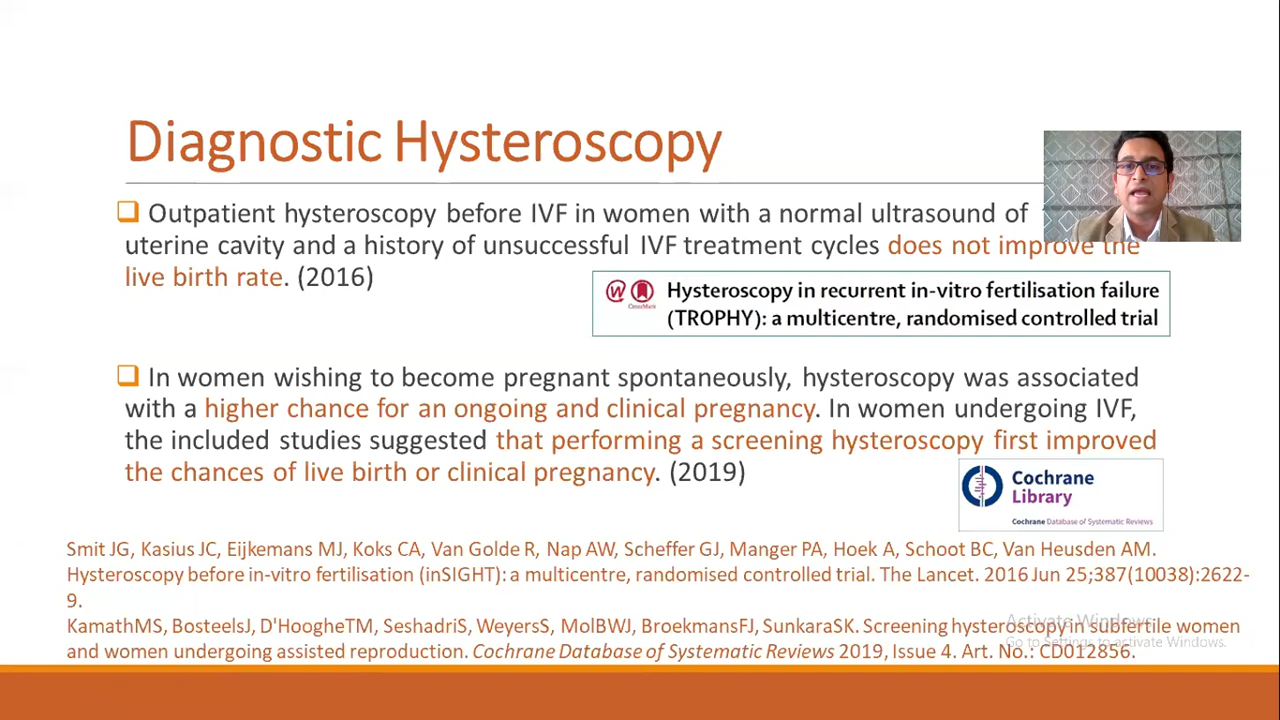 Diagnostic Hysteroscopy
Outpatient hysteroscopy before IVF in women with a normal ultrasound of
uterine cavity and a history of unsuccessful IVF treatment cycles does not improve the
live birth rate. (2016)
Hysteroscopy in recurrent in-vitro fertilisation failure
(TROPHY): a multicentre, randomised controlled trial
CrossMark
In women wishing to become pregnant spontaneously, hysteroscopy was associated
with a higher chance for an ongoing and clinical pregnancy. In women undergoing IVF,
the included studies suggested that performing a screening hysteroscopy first improved
the chances of live birth or clinical pregnancy. (2019)
Cochrane
Library
Cochrane Database of Systematic Reviews
Smit JG, Kasius JC, Eijkemans MJ, Koks CA, Van Golde R, Nap AW, Scheffer GJ, Manger PA, Hoek A, Schoot BC, Van Heusden AM.
Hysteroscopy before in-vitro fertilisation (inSIGHT): a multicentre, randomised controlled trial. The Lancet. 2016 Jun 25;387(10038):2622-
9.
KamathMS, BosteelsJ, D'HoogheTM, SeshadriS, WeyersS, MolBWJ, BroekmansFJ, SunkaraSK. Screening hysteroscopy in subfertile women
and women undergoing assisted reproduction. Cochrane Database of Systematic Reviews 2019, Issue 4. Art. No.: CD012856.
Activate Windows
Go to Settings to activate Windows.